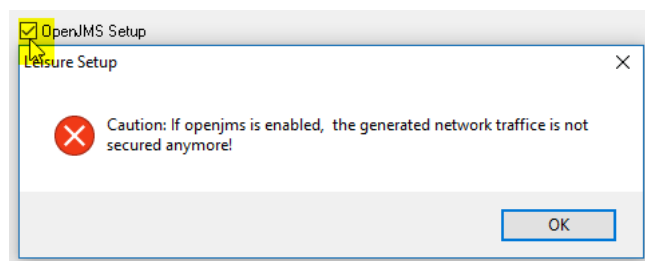 OpenJMS Setup
Leisure Setup
Caution: If openjms is enabled,  the generated network traffice is not
secured anymore!
OK